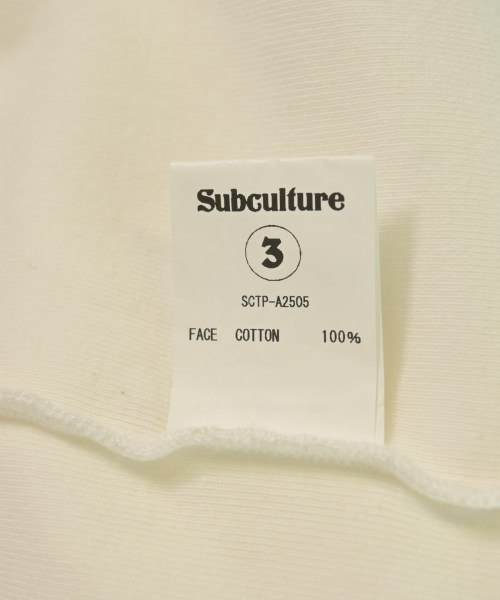 Subculture
3
SCTP-A2505
FACE COTTON 100%